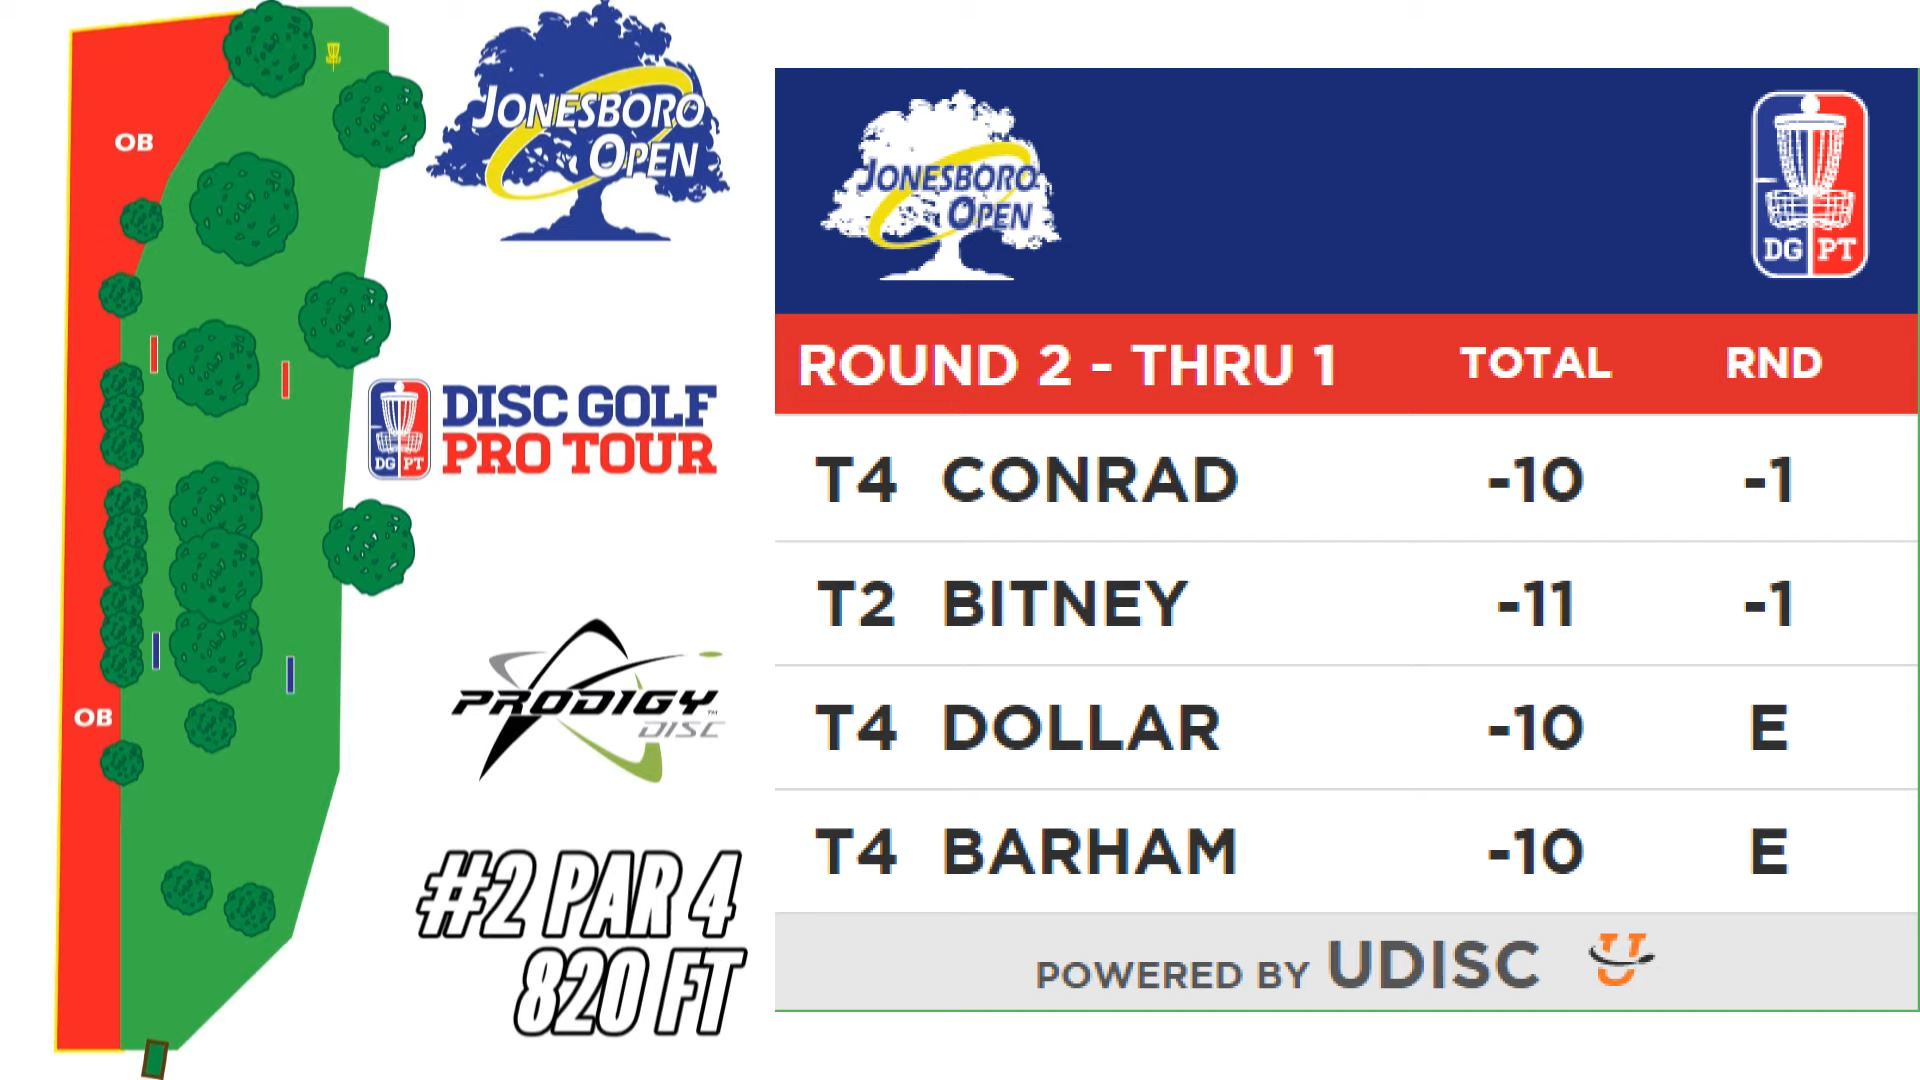 OB
OB
JONESBORO
OPEN
DISC GOLF
PRO TOUR
DG PT
PRODIGY™
DISC
#2 PAR 4
820 FT
JONESBORO
OPEN
DG PT
ROUND 2 - THRU 1 TOTAL RND
T4 CONRAD -10 -1
T2 BITNEY -11 -1
T4 DOLLAR -10 E
T4 BARHAM -10 E
POWERED BY UDISC